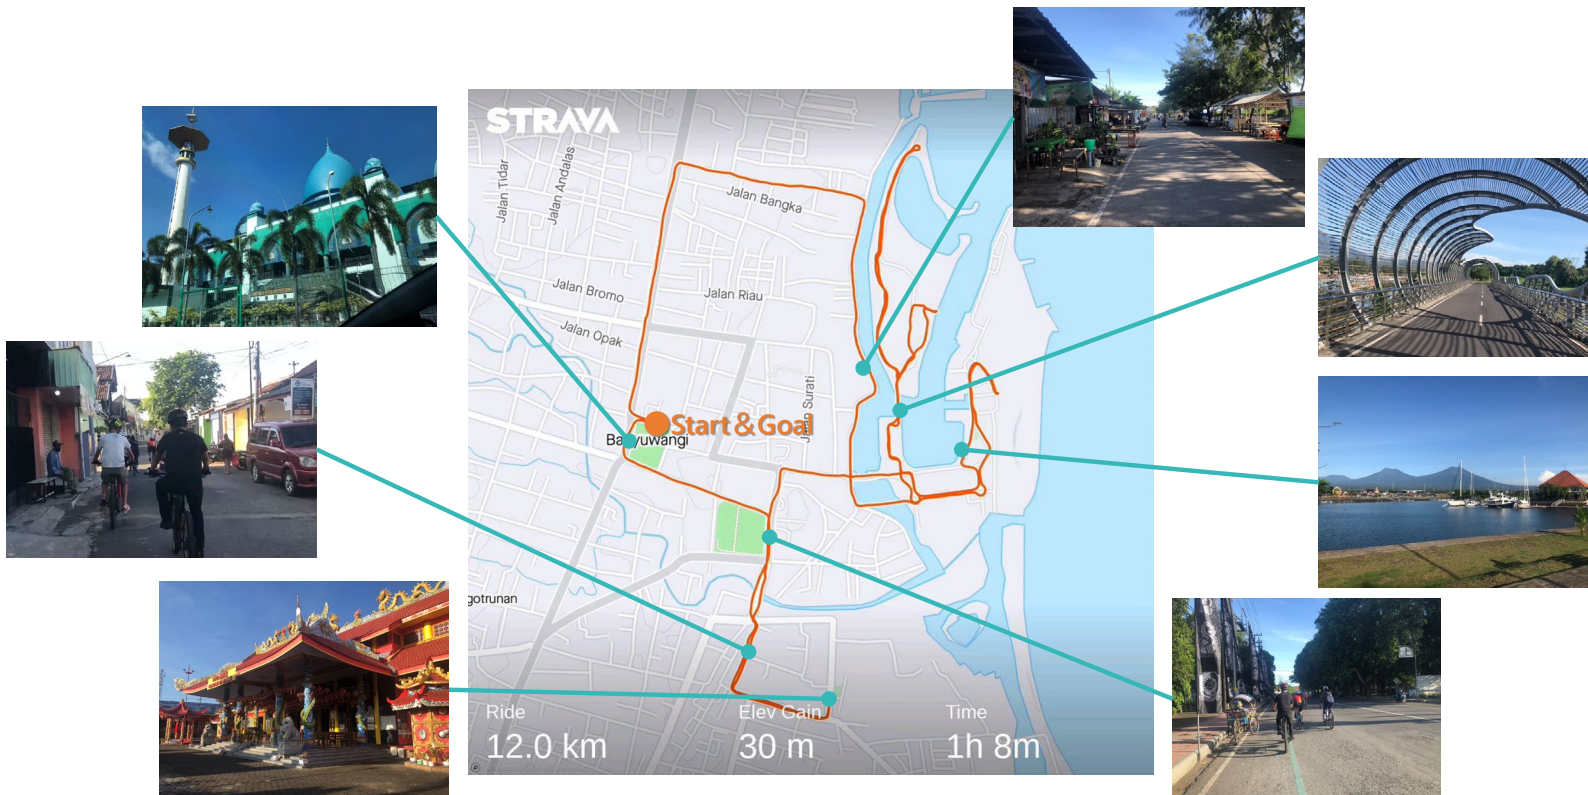 STRAVA
Jalan Tidar
Jalan Andalas
Jalan Bangka
Jalan Bromo
Jalan Riau
Jalan Opak
Jalan Surati
Start & Goal
Banyuwangi
gotrunan
Ride
Elev Gain
Time
12.0 km
30 m
1h 8m